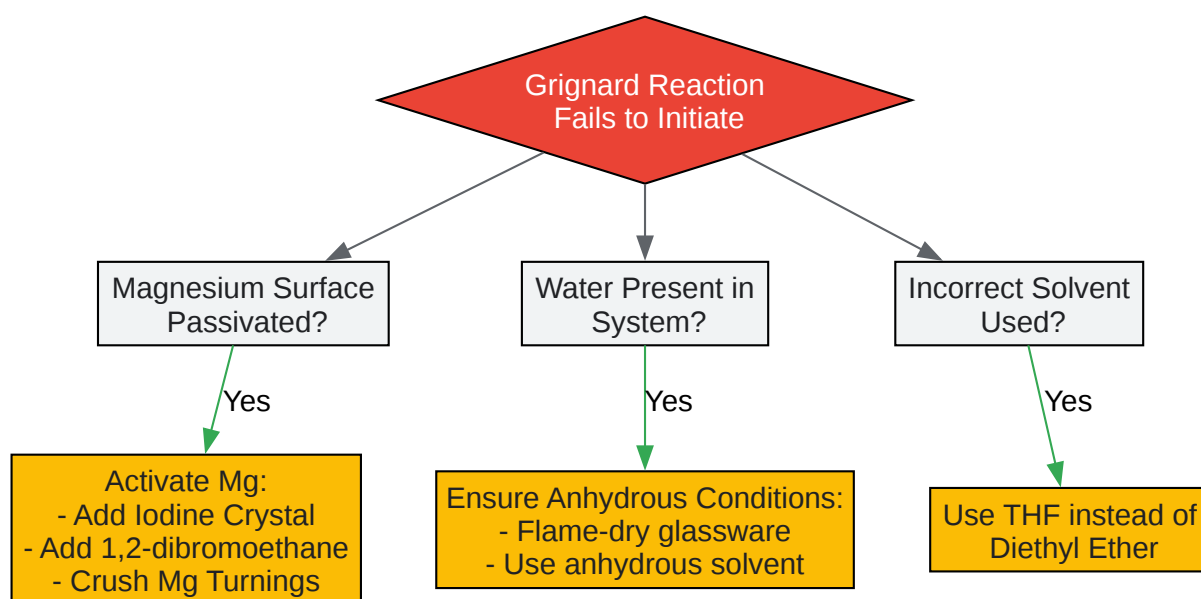 Grignard Reaction
Fails to Initiate
Magnesium Surface
Passivated?
Water Present in
System?
Incorrect Solvent
Used?
Yes
Yes
Yes
Activate Mg:
- Add Iodine Crystal
- Add 1,2-dibromoethane
- Crush Mg Turnings
Ensure Anhydrous Conditions:
- Flame-dry glassware
- Use anhydrous solvent
Use THF instead of
Diethyl Ether